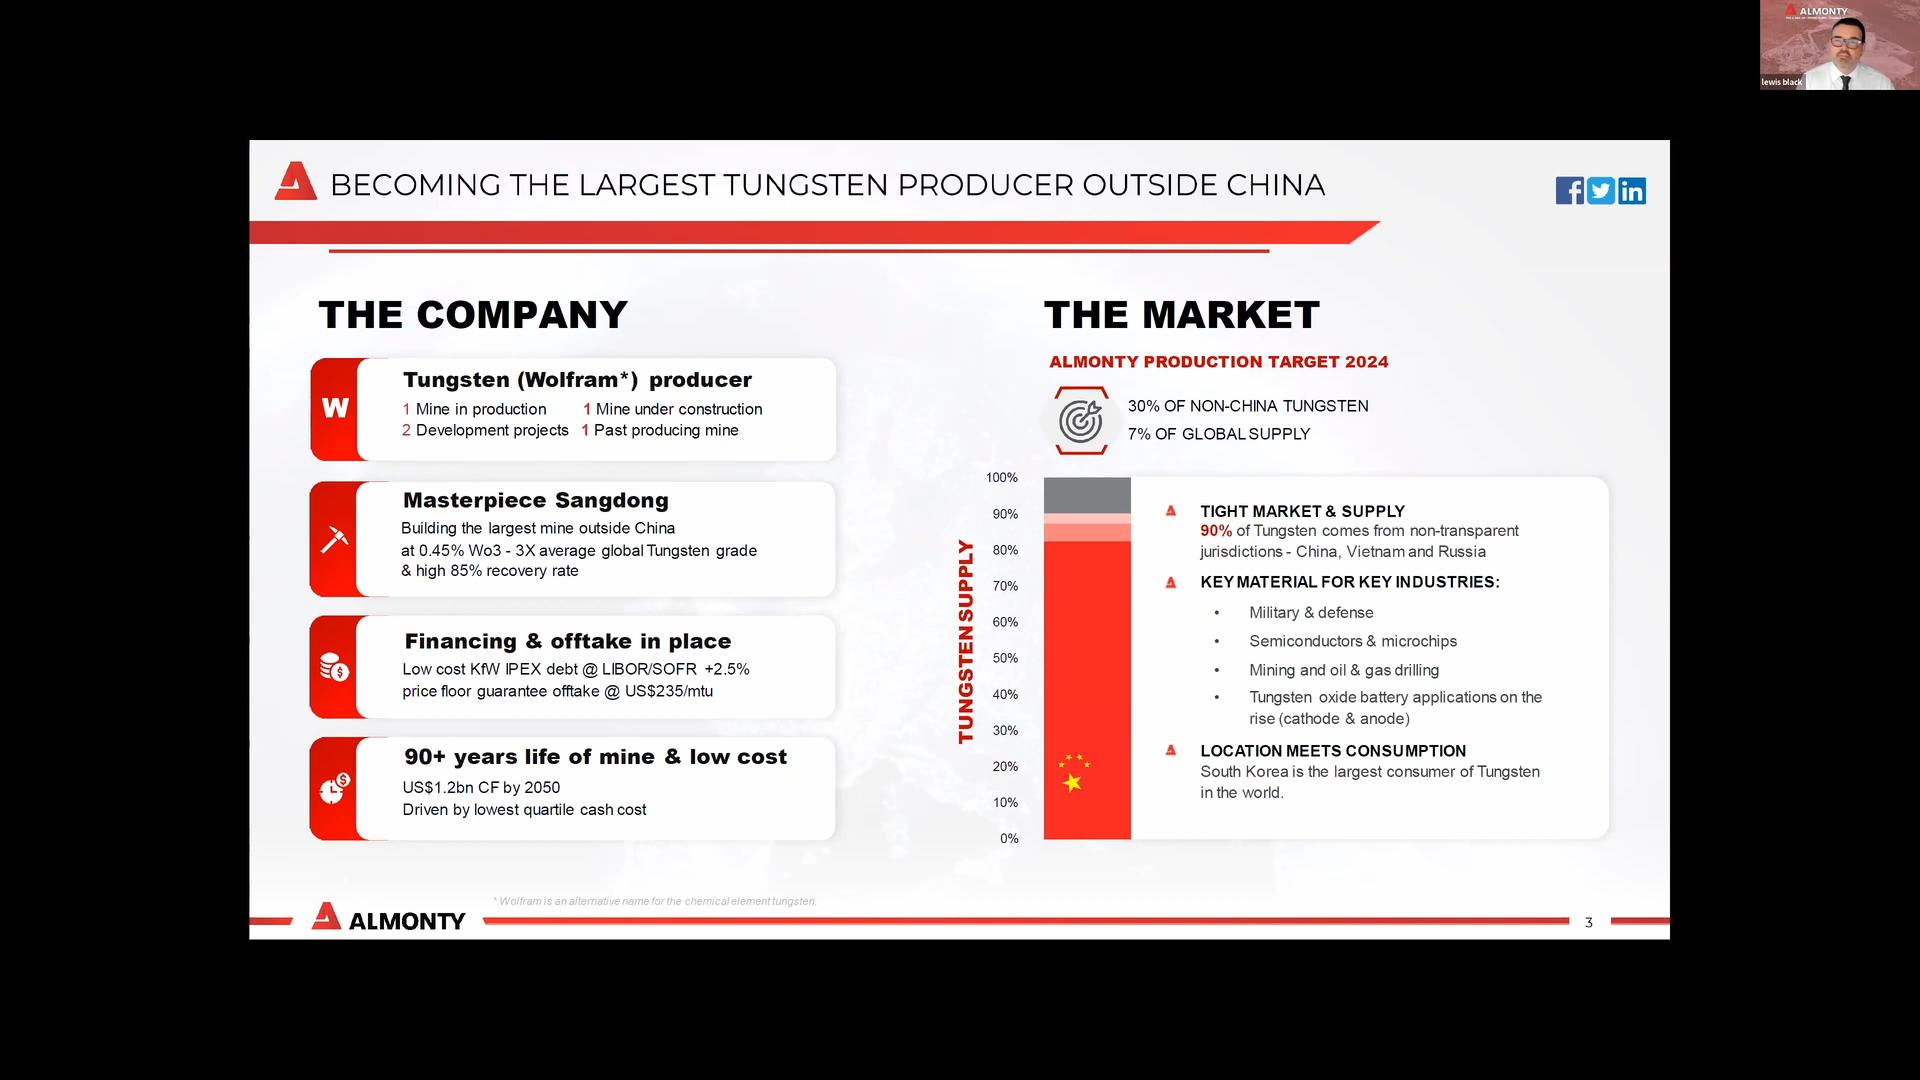 ALMONTY
lewis black
BECOMING THE LARGEST TUNGSTEN PRODUCER OUTSIDE CHINA
THE COMPANY
W
Tungsten (Wolfram*) producer
1 Mine in production 1 Mine under construction
2 Development projects 1 Past producing mine
Masterpiece Sangdong
Building the largest mine outside China
at 0.45% Wo3 - 3X average global Tungsten grade
& high 85% recovery rate
Financing & offtake in place
Low cost KfW IPEX debt @ LIBOR/SOFR +2.5%
price floor guarantee offtake @ US$235/mtu
90+ years life of mine & low cost
US$1.2bn CF by 2050
Driven by lowest quartile cash cost
THE MARKET
ALMONTY PRODUCTION TARGET 2024
30% OF NON-CHINA TUNGSTEN
7% OF GLOBAL SUPPLY
TUNGSTEN SUPPLY
100%
90%
80%
70%
60%
50%
40%
30%
20%
10%
0%
TIGHT MARKET & SUPPLY
90% of Tungsten comes from non-transparent
jurisdictions - China, Vietnam and Russia
KEY MATERIAL FOR KEY INDUSTRIES:
• Military & defense
• Semiconductors & microchips
• Mining and oil & gas drilling
• Tungsten oxide battery applications on the
rise (cathode & anode)
LOCATION MEETS CONSUMPTION
South Korea is the largest consumer of Tungsten
in the world.
* Wolfram is an alternative name for the chemical element tungsten.
ALMONTY
3